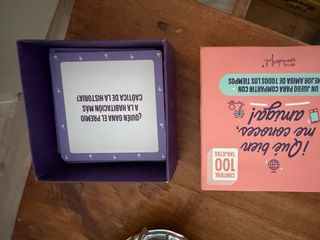 ¿QUIÉN GANA EL PREMIO
A LA HABITACIÓN MÁS
CAÓTICA DE LA HISTORIA?
¡Qué bien
me conoces,
amiga!
UN JUEGO PARA COMPARTIR CON
MEJOR AMIGA DE TODOS LOS TIEMPOS
CONTIENE
100
TARJETAS